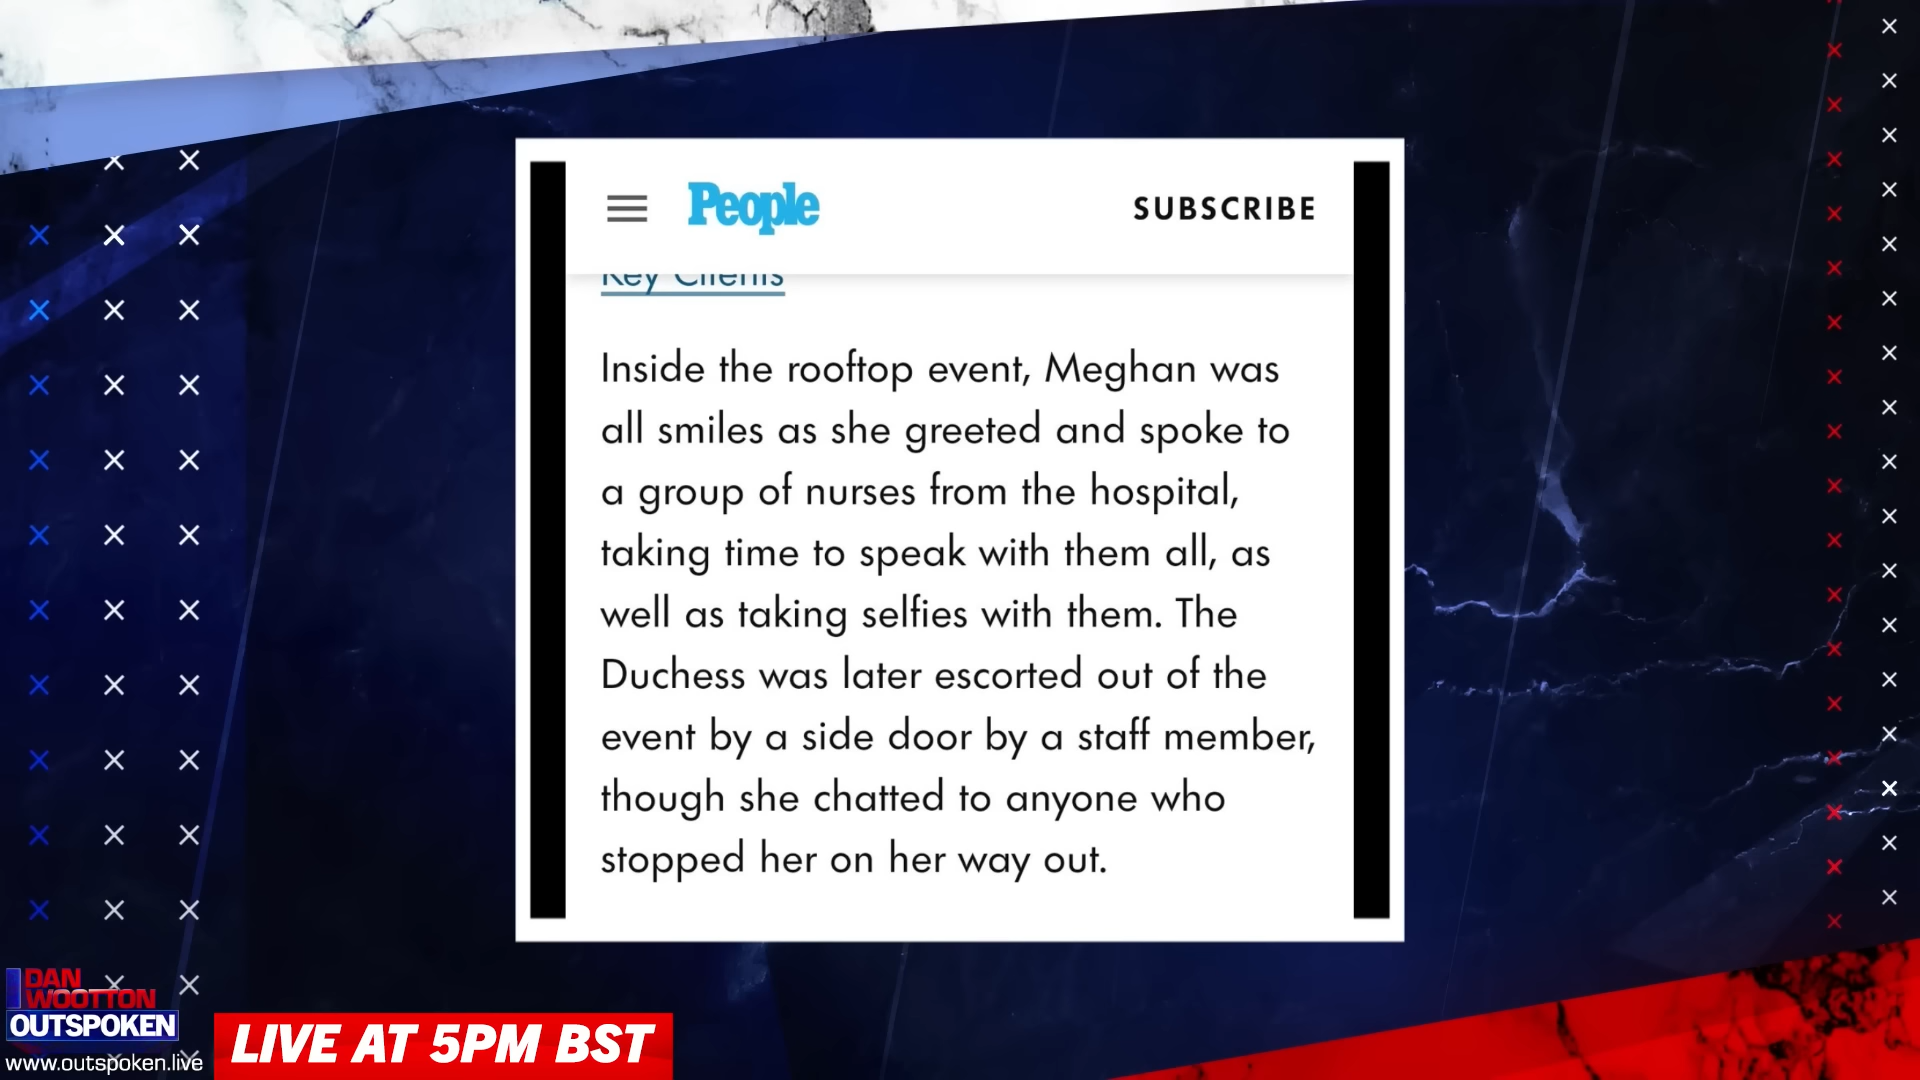 People
SUBSCRIBE
Key Clients
Inside the rooftop event, Meghan was
all smiles as she greeted and spoke to
a group of nurses from the hospital,
taking time to speak with them all, as
well as taking selfies with them. The
Duchess was later escorted out of the
event by a side door by a staff member,
though she chatted to anyone who
stopped her on her way out.
DAN
WOOTTON
OUTSPOKEN
www.outspoken.live
LIVE AT 5PM BST